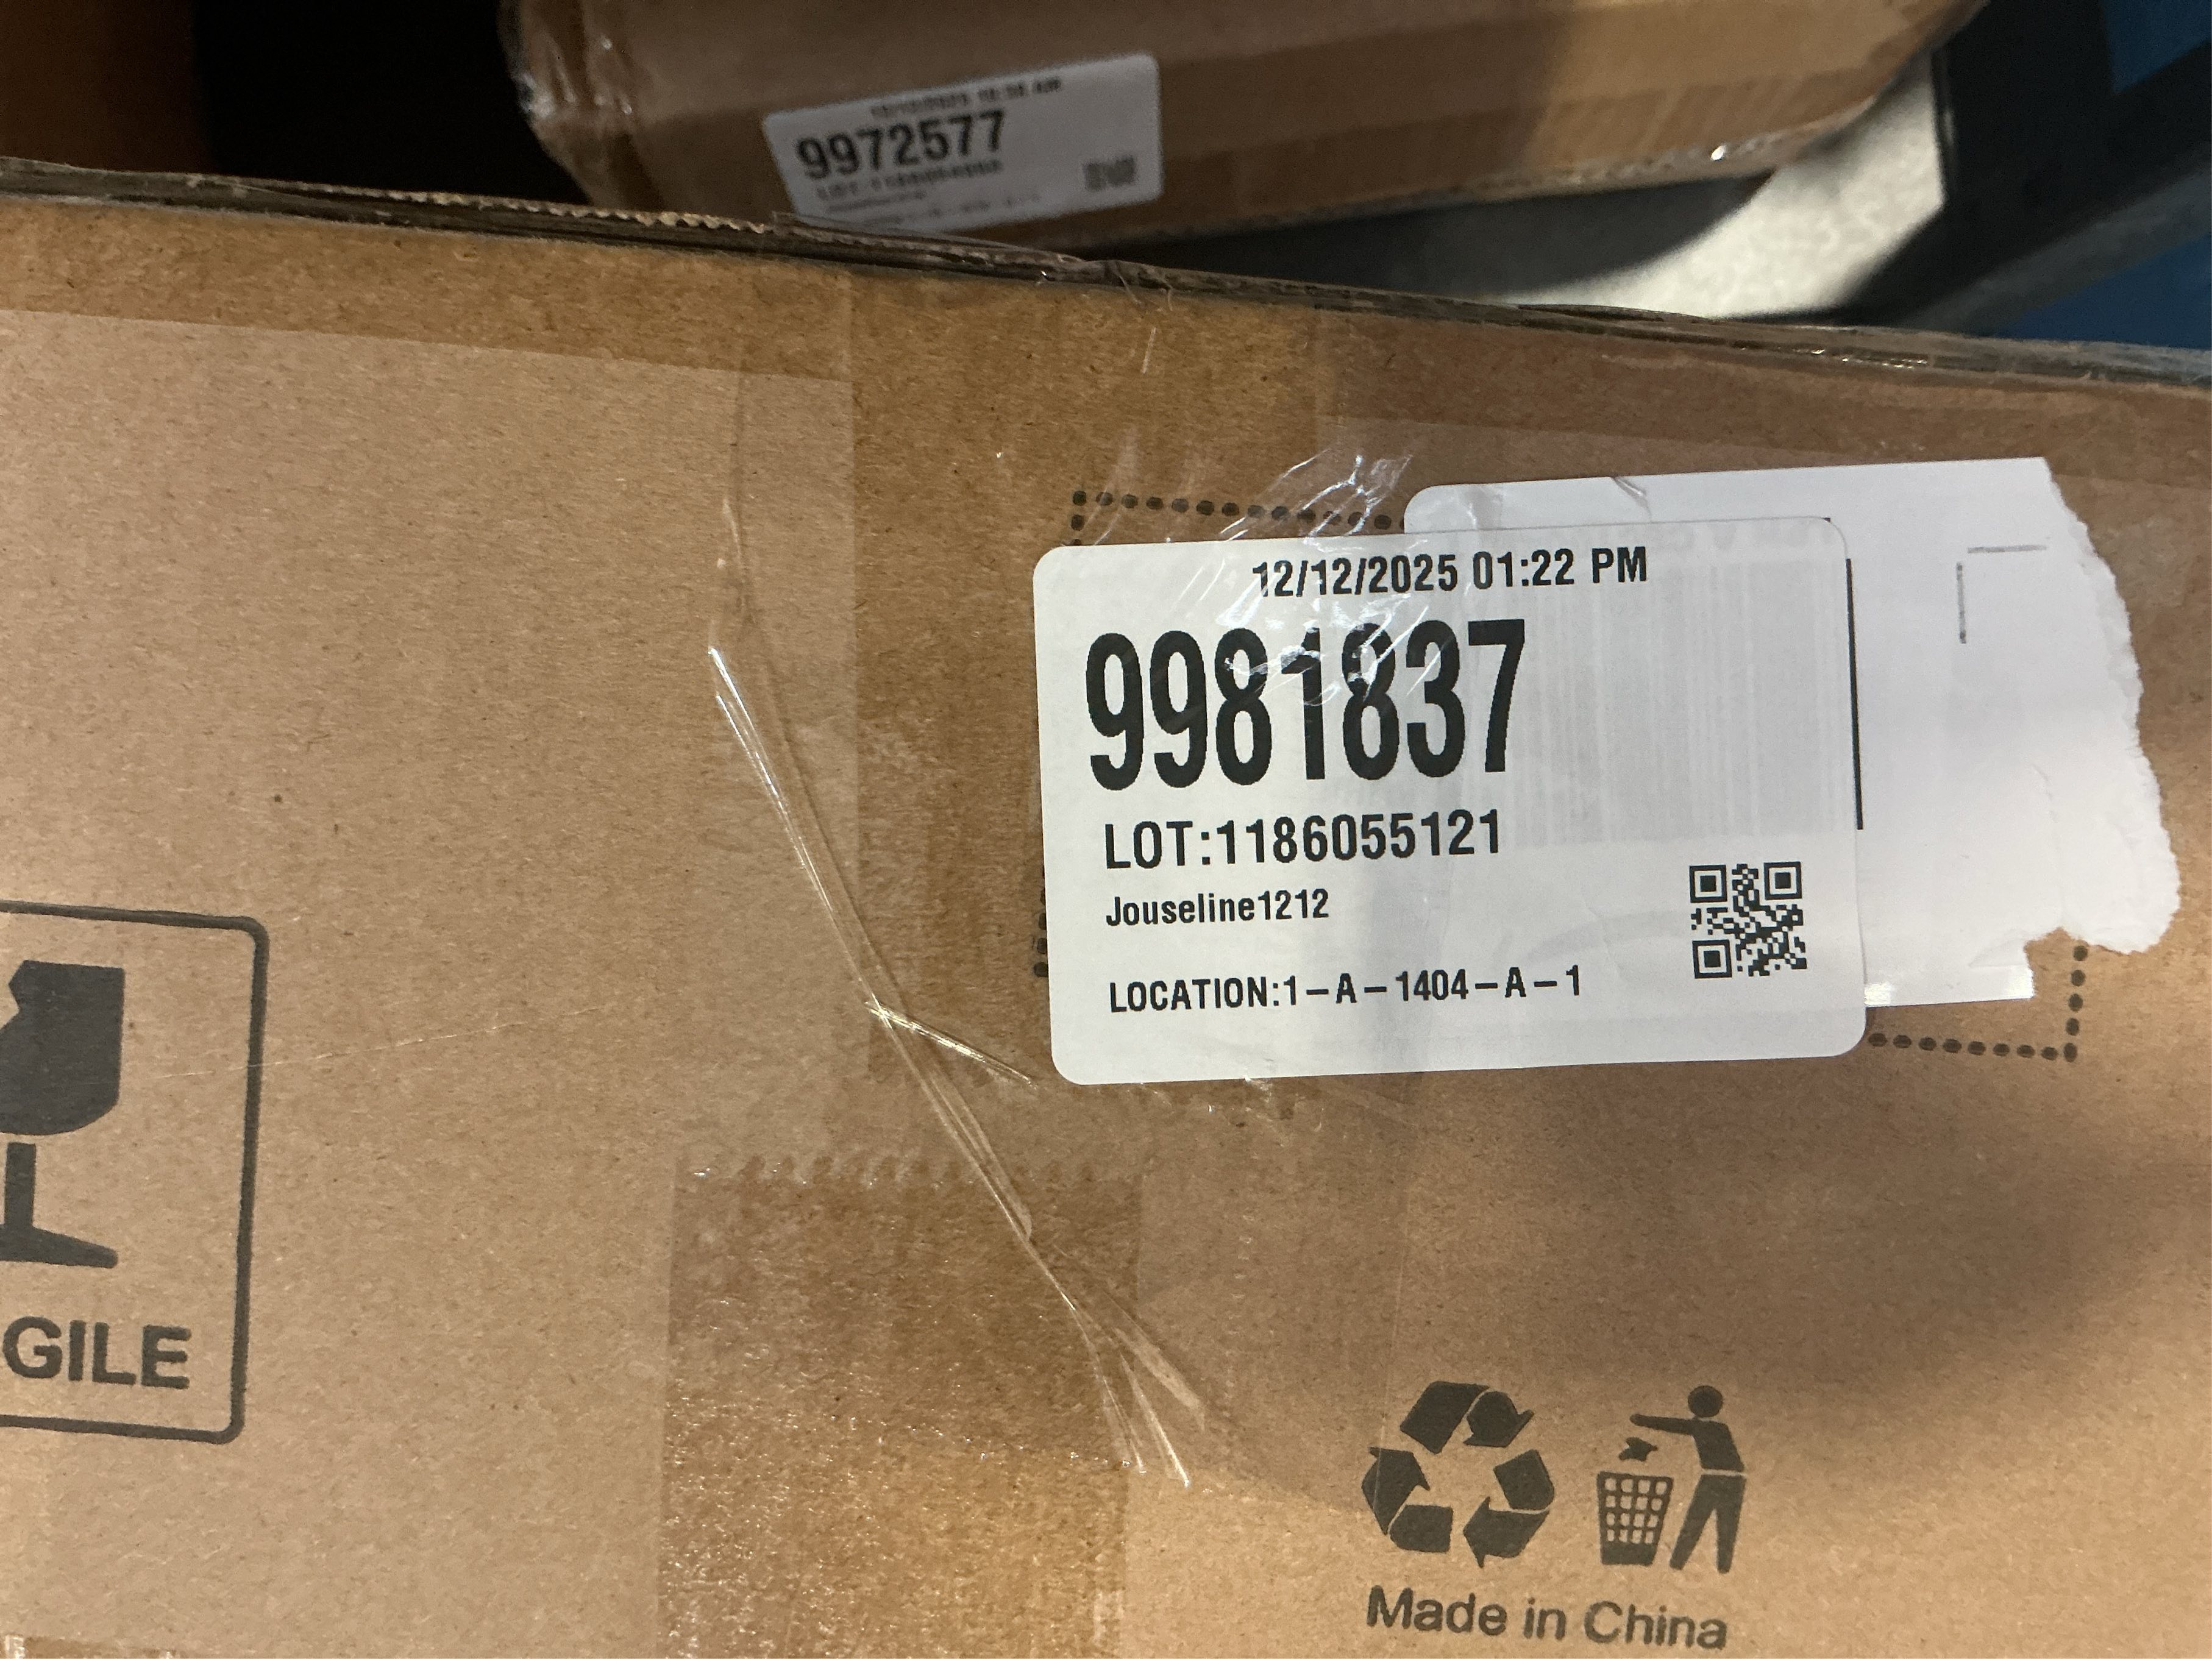 9972577
12/12/2025 01:22 PM
9981837
LOT:1186055121
Jouseline1212
LOCATION:1-A-1404-A-1
GILE
Made in China